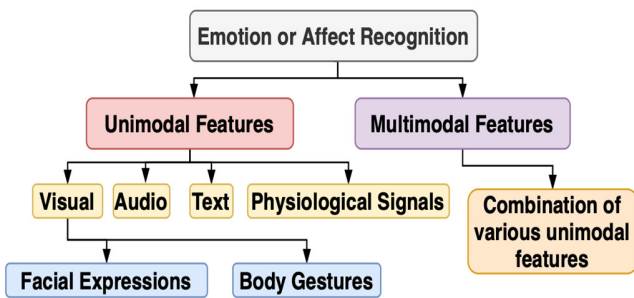 Emotion or Affect Recognition
Unimodal Features
Multimodal Features
Visual
Audio
Text
Physiological Signals
Combination of
various unimodal
features
Facial Expressions
Body Gestures